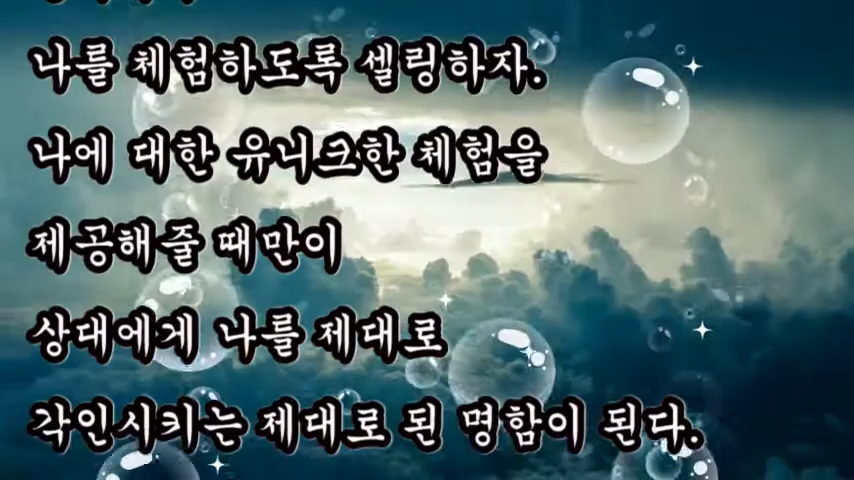 나를 체험하도록 셀링하자.
나에 대한 유니크한 체험을
제공해줄 때만이
상대에게 나를 제대로
각인시키는 제대로 된 명함이 된다.